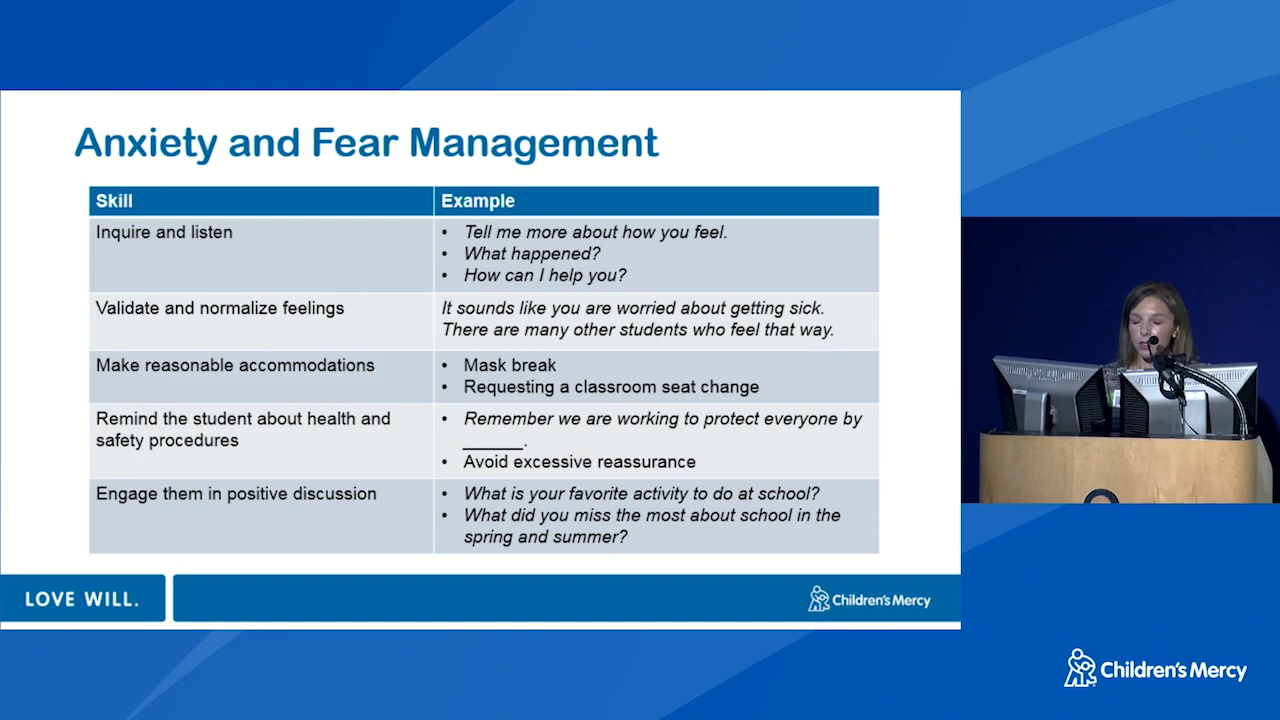 Anxiety and Fear Management
Skill
Example
Inquire and listen
• Tell me more about how you feel.
• What happened?
• How can I help you?
Validate and normalize feelings
It sounds like you are worried about getting sick.
There are many other students who feel that way.
Make reasonable accommodations
• Mask break
• Requesting a classroom seat change
Remind the student about health and
safety procedures
• Remember we are working to protect everyone by
______.
• Avoid excessive reassurance
Engage them in positive discussion
• What is your favorite activity to do at school?
• What did you miss the most about school in the
spring and summer?
LOVE WILL.
Children's Mercy
Children's Mercy